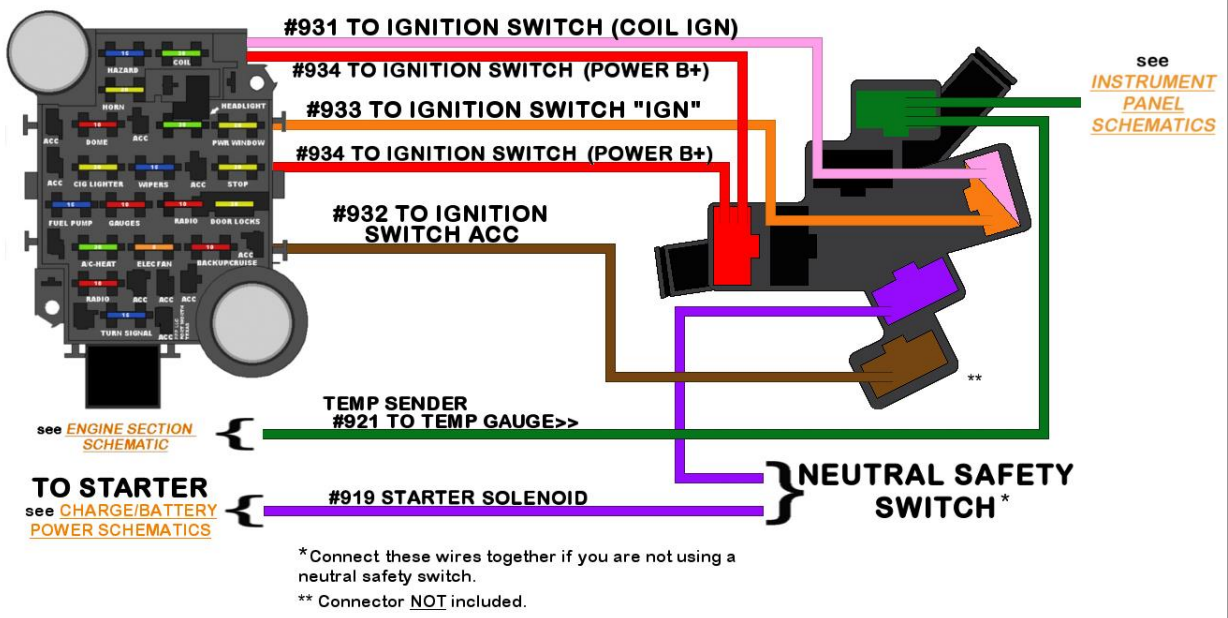 #931 TO IGNITION SWITCH (COIL IGN)
#934 TO IGNITION SWITCH (POWER B+)
#933 TO IGNITION SWITCH "IGN"
#934 TO IGNITION SWITCH (POWER B+)
#932 TO IGNITION
SWITCH ACC
see
INSTRUMENT
PANEL
SCHEMATICS
HAZARD
COIL
HORN
HEADLIGHT
ACC
DOME
ACC
PWR WINDOW
ACC
CIG LIGHTER
WIPERS
ACC
STOP
FUEL PUMP
GAUGES
RADIO
DOOR LOCKS
A/C-HEAT
ELEC FAN
BACKUP/CRUISE
ACC
RADIO
ACC
ACC
ACC
TURN SIGNAL
ACC
**
TEMP SENDER
#921 TO TEMP GAUGE>>
see ENGINE SECTION
SCHEMATIC
TO STARTER
see CHARGE/BATTERY
POWER SCHEMATICS
#919 STARTER SOLENOID
NEUTRAL SAFETY
SWITCH*
*Connect these wires together if you are not using a
neutral safety switch.
** Connector NOT included.